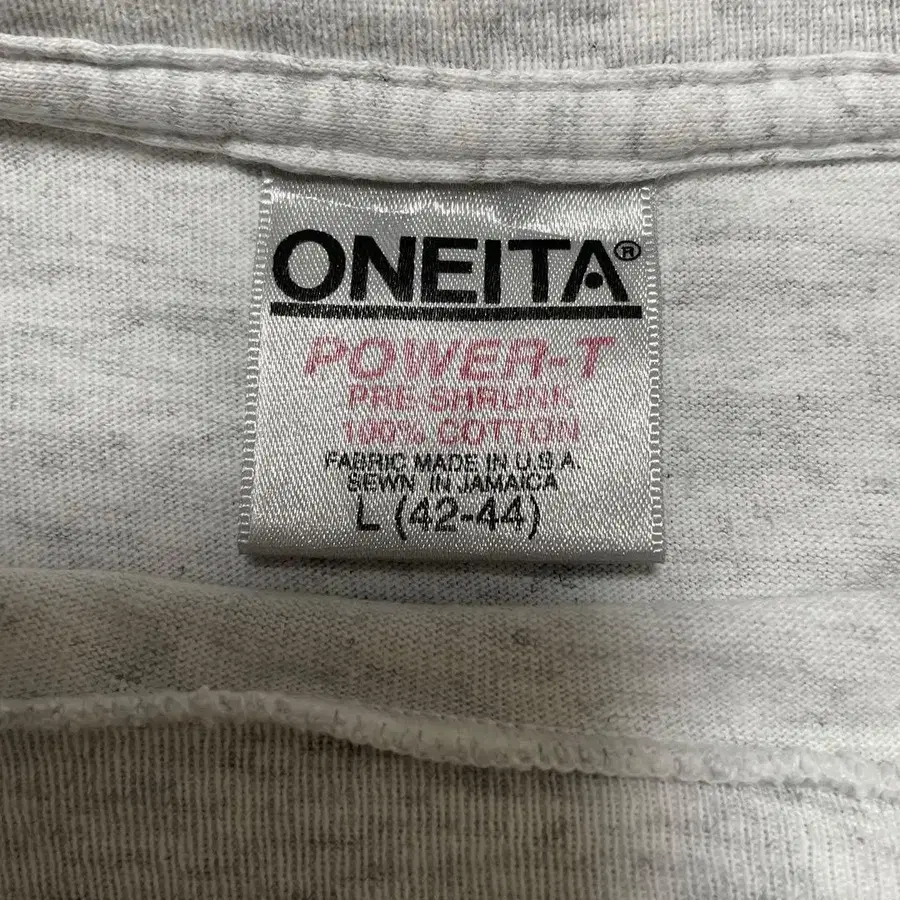 ONEITA®
POWER-T
PRE SHRUNK
100% COTTON
FABRIC MADE IN U.S.A.
SEWN IN JAMAICA
L (42-44)